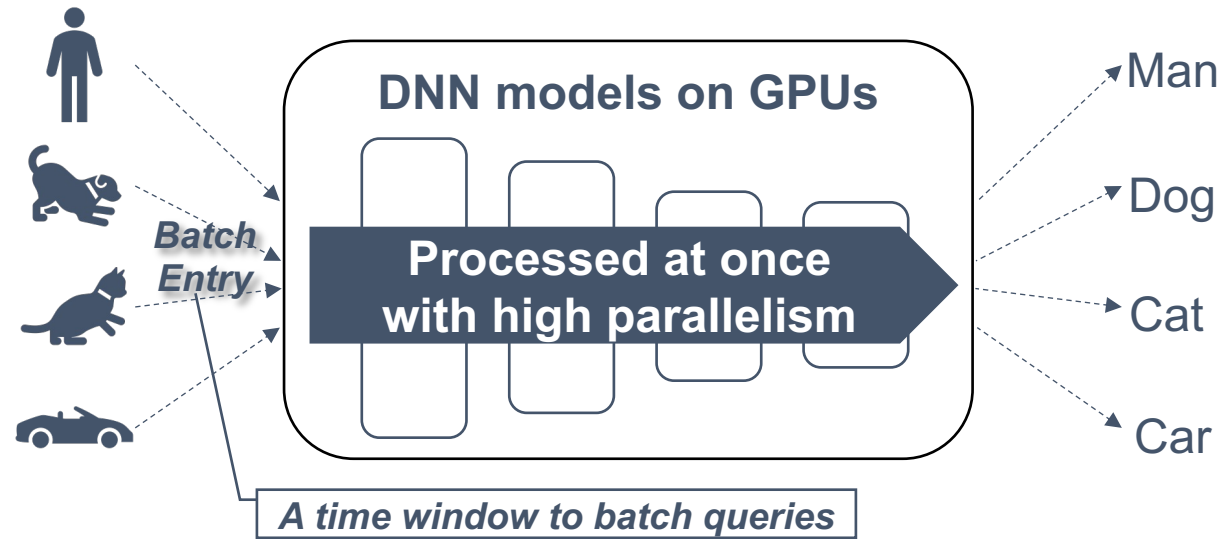 DNN models on GPUs
Batch
Entry
Processed at once
with high parallelism
Man
Dog
Cat
Car
A time window to batch queries